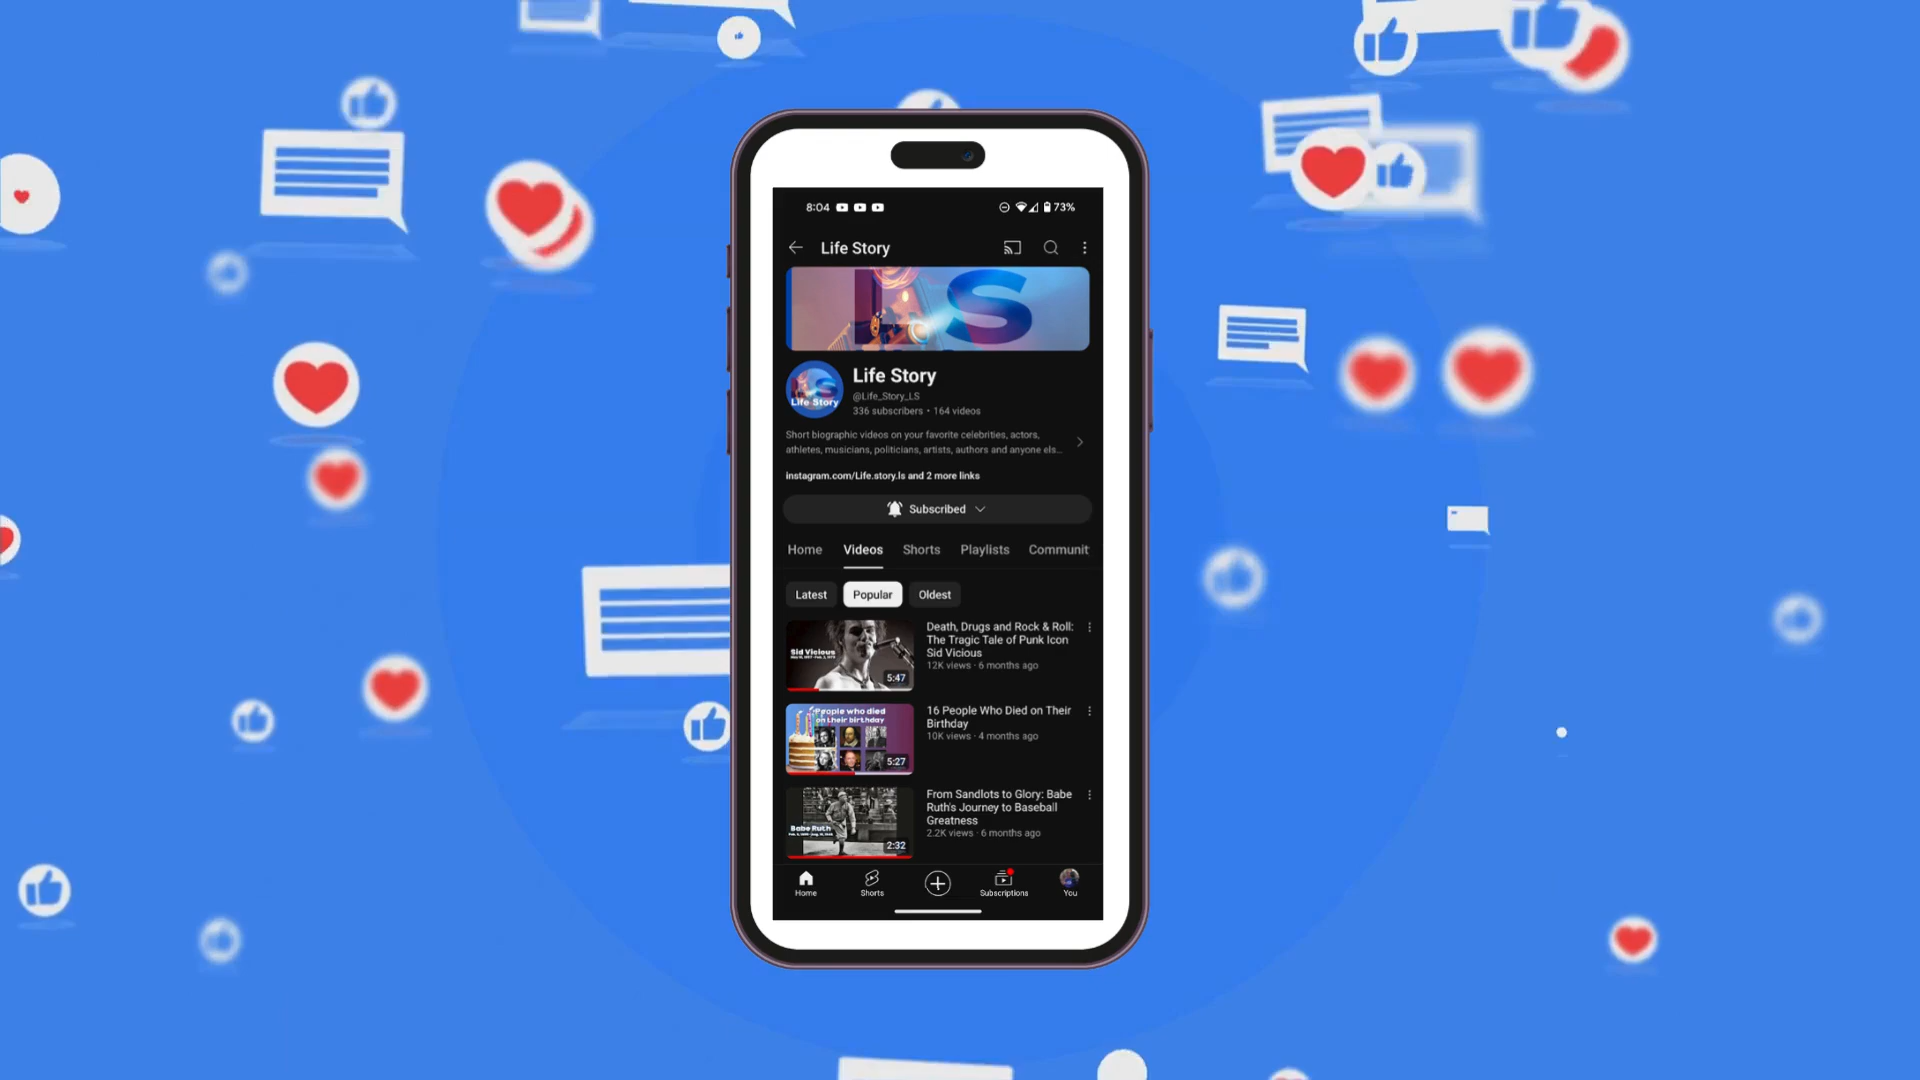 8:04
73%
Life Story
LS
Life Story
Life Story
@Life_Story_LS
336 subscribers • 164 videos
Short biographic videos on your favorite celebrities, actors,
athletes, musicians, politicians, artists, authors and anyone els...
instagram.com/Life.story.ls and 2 more links
Subscribed
Home Videos Shorts Playlists Communit
Latest Popular Oldest
Sid Vicious
5:47
Death, Drugs and Rock & Roll:
The Tragic Tale of Punk Icon
Sid Vicious
12K views · 6 months ago
People who died
on their birthday
5:27
16 People Who Died on Their
Birthday
10K views · 4 months ago
Babe Ruth
2:32
From Sandlots to Glory: Babe
Ruth's Journey to Baseball
Greatness
2.2K views · 6 months ago
Home Shorts Subscriptions You